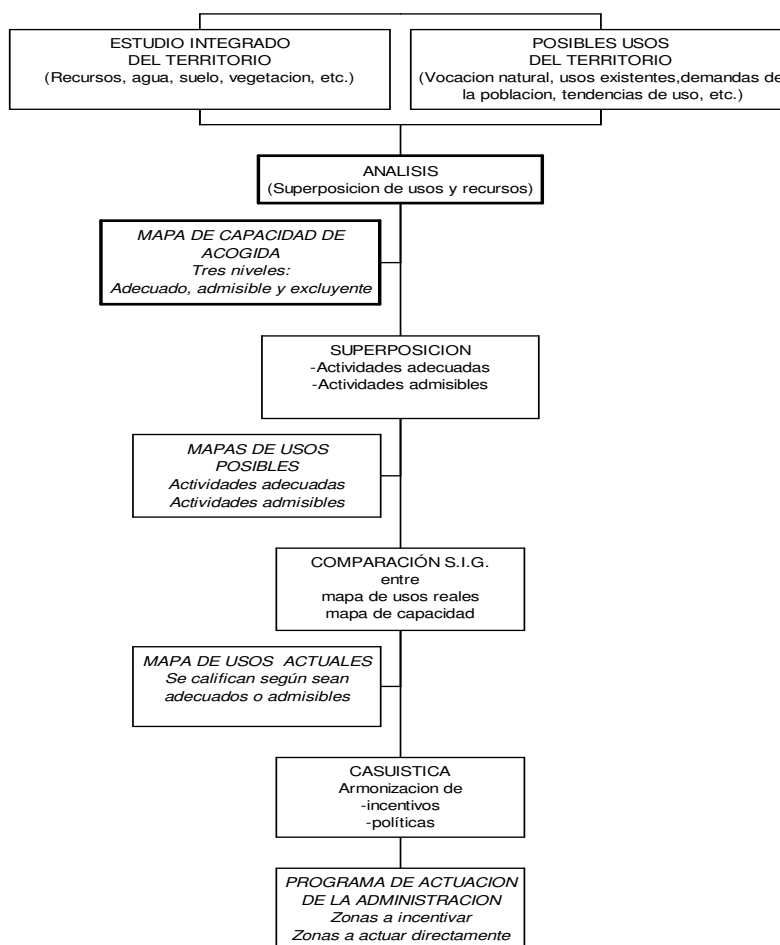 ESTUDIO INTEGRADO
DEL TERRITORIO
(Recursos, agua, suelo, vegetacion, etc.)
POSIBLES USOS
DEL TERRITORIO
(Vocacion natural, usos existentes,demandas de
la poblacion, tendencias de uso, etc.)
ANALISIS
(Superposicion de usos y recursos)
MAPA DE CAPACIDAD DE
ACOGIDA
Tres niveles:
Adecuado, admisible y excluyente
SUPERPOSICION
-Actividades adecuadas
-Actividades admisibles
MAPAS DE USOS
POSIBLES
Actividades adecuadas
Actividades admisibles
COMPARACIÓN S.I.G.
entre
mapa de usos reales
mapa de capacidad
MAPA DE USOS ACTUALES
Se califican según sean
adecuados o admisibles
CASUISTICA
Armonizacion de
-incentivos
-políticas
PROGRAMA DE ACTUACION
DE LA ADMINISTRACION
Zonas a incentivar
Zonas a actuar directamente